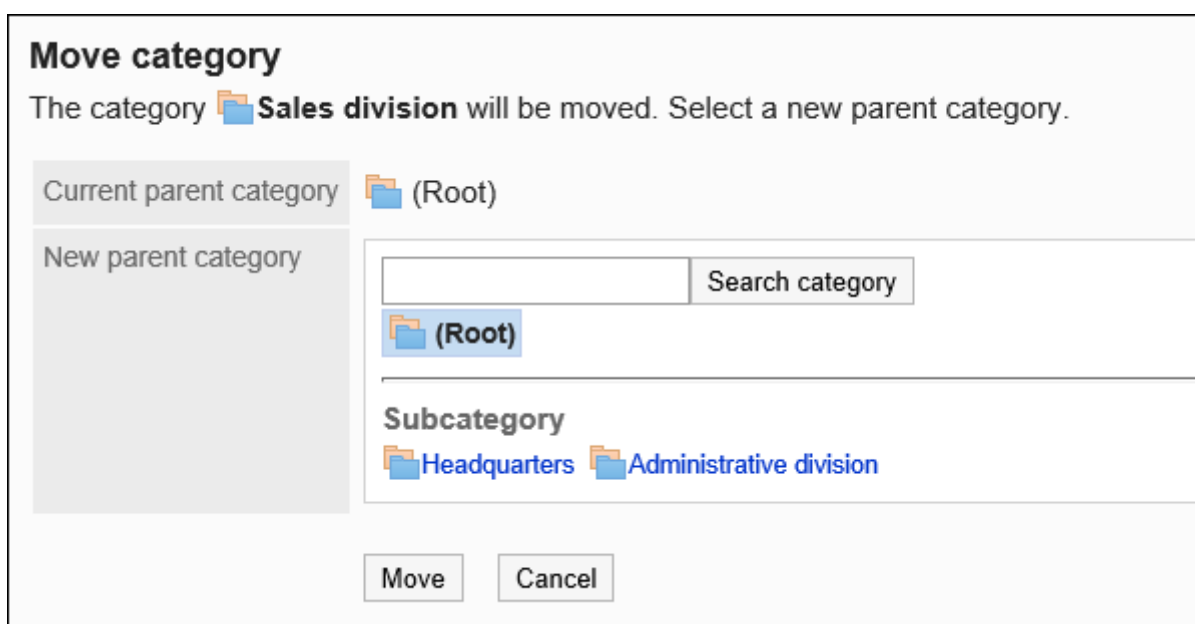 Move category
The category Sales division will be moved. Select a new parent category.
Current parent category (Root)
New parent category
Search category
(Root)
Subcategory
Headquarters Administrative division
Move Cancel